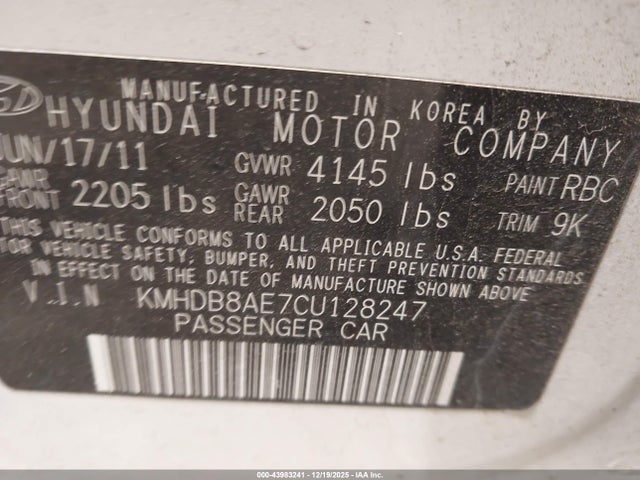 MANUFACTURED IN KOREA BY
HYUNDAI MOTOR COMPANY
JUN/17/11 GVWR 4145 lbs PAINT RBC
GAWR FRONT 2205 lbs GAWR REAR 2050 lbs TRIM 9K
THIS VEHICLE CONFORMS TO ALL APPLICABLE U.S.A. FEDERAL
MOTOR VEHICLE SAFETY, BUMPER, AND THEFT PREVENTION
STANDARDS IN EFFECT ON THE DATE OF MANUFACTURE SHOWN ABOVE.
V.I.N KMHDB8AE7CU128247
PASSENGER CAR
000-43983241 - 12/19/2025 - IAAI.COM